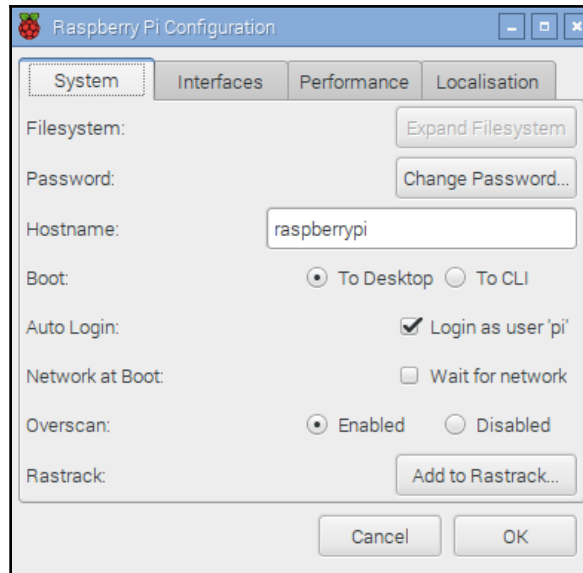 Raspberry Pi Configuration
System Interfaces Performance Localisation
Filesystem: Expand Filesystem
Password: Change Password...
Hostname: raspberrypi
Boot: To Desktop To CLI
Auto Login: Login as user 'pi'
Network at Boot: Wait for network
Overscan: Enabled Disabled
Rastrack: Add to Rastrack...
Cancel OK